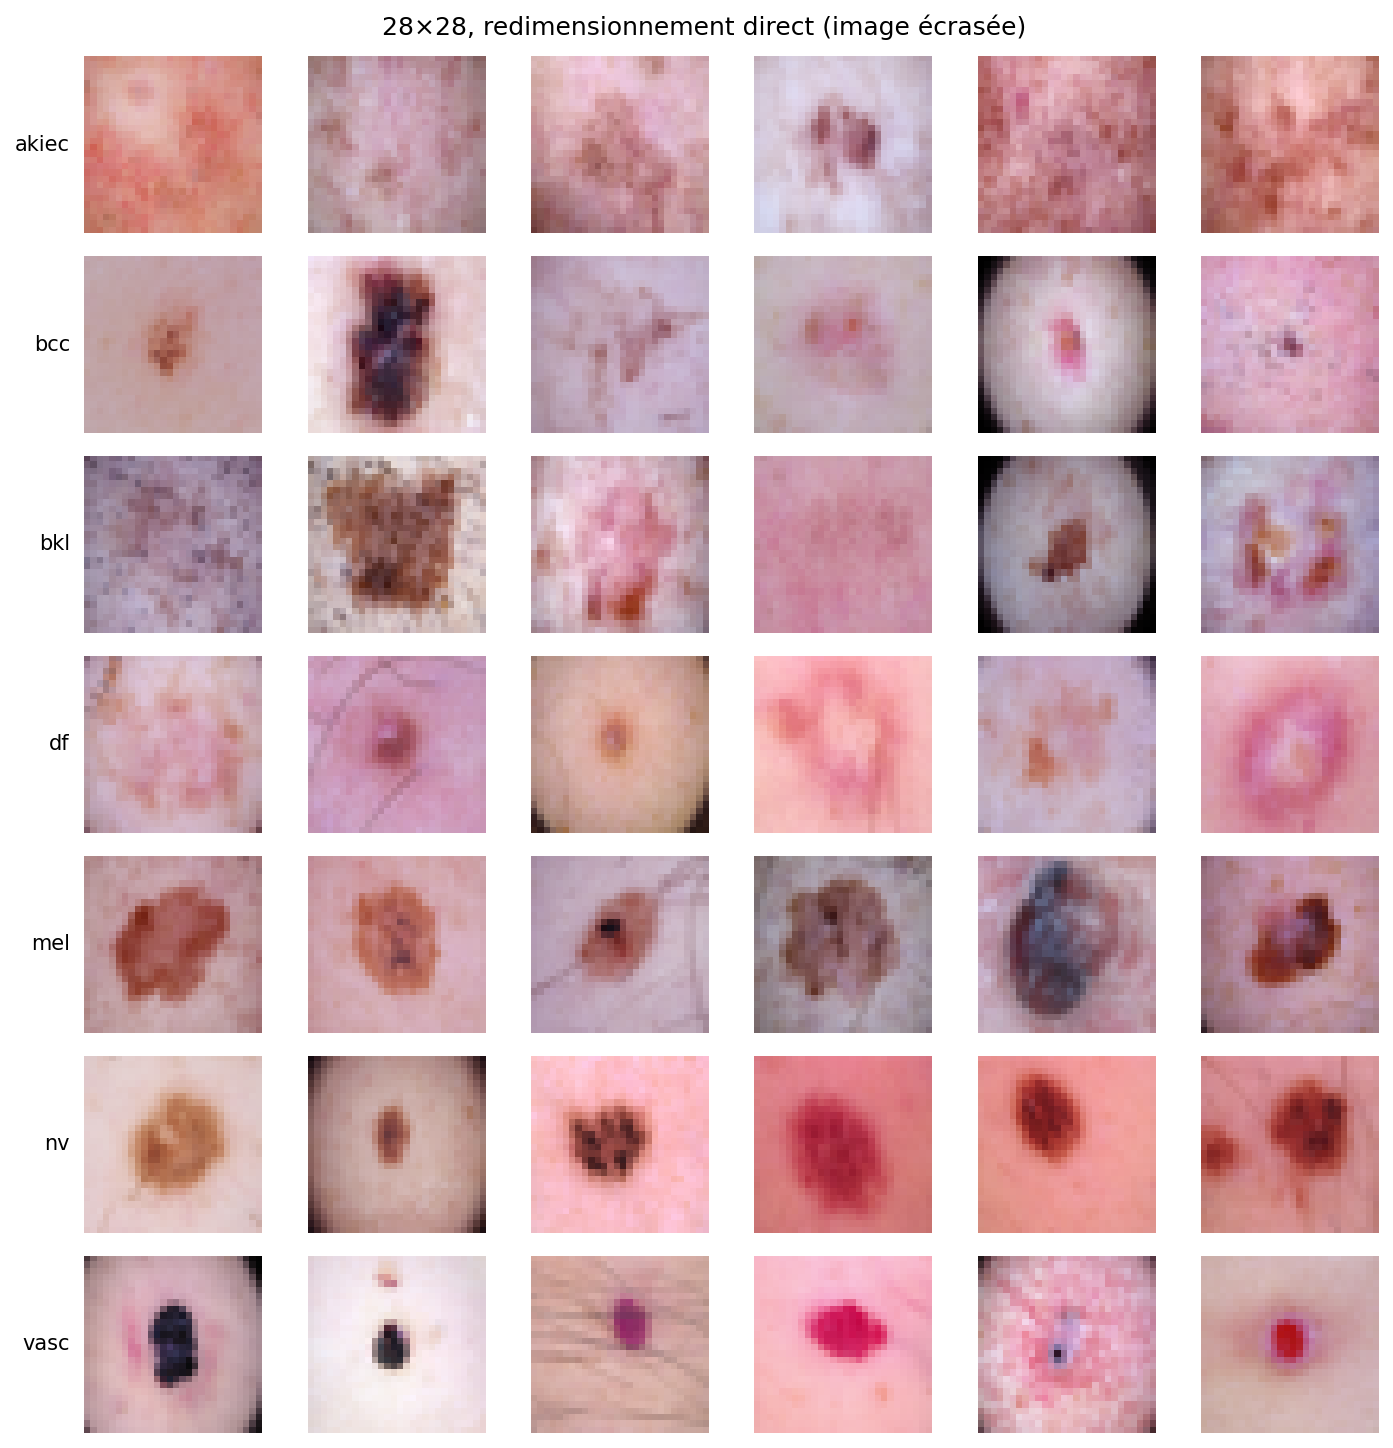 28×28, redimensionnement direct (image écrasée)
akiec
bcc
bkl
df
mel
nv
vasc